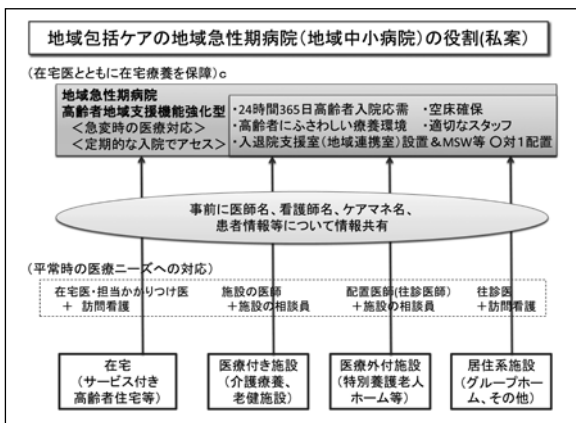 地域包括ケアの地域急性期病院(地域中小病院)の役割(私案)
(在宅医とともに在宅療養を保障)c
地域急性期病院
高齢者地域支援機能強化型
<急変時の医療対応>
<定期的な入院でアセス>
・24時間365日高齢者入院応需 ・空床確保
・高齢者にふさわしい療養環境 ・適切なスタッフ
・入退院支援室(地域連携室)設置&MSW等 〇対1配置
事前に医師名、看護師名、ケアマネ名、
患者情報等について情報共有
(平常時の医療ニーズへの対応)
在宅医・担当かかりつけ医
+ 訪問看護
施設の医師
+施設の相談員
配置医師(往診医師)
+施設の相談員
往診医
+訪問看護
在宅
(サービス付き
高齢者住宅等)
医療付き施設
(介護療養、
老健施設)
医療外付施設
(特別養護老人
ホーム等)
居住系施設
(グループホー
ム、その他)